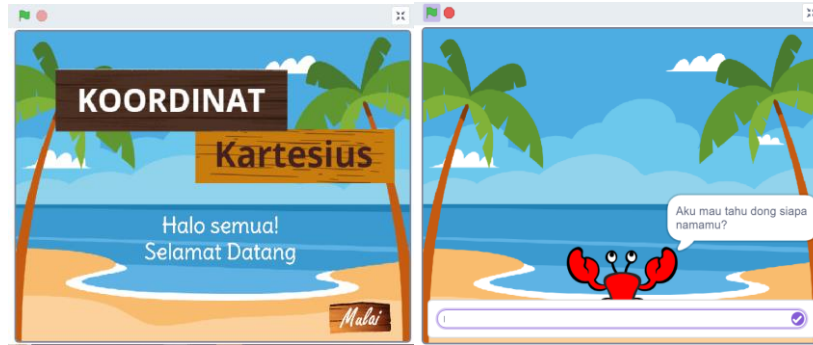 KOORDINAT
Kartesius
Halo semua!
Selamat Datang
Mulai
Aku mau tahu dong siapa
namamu?